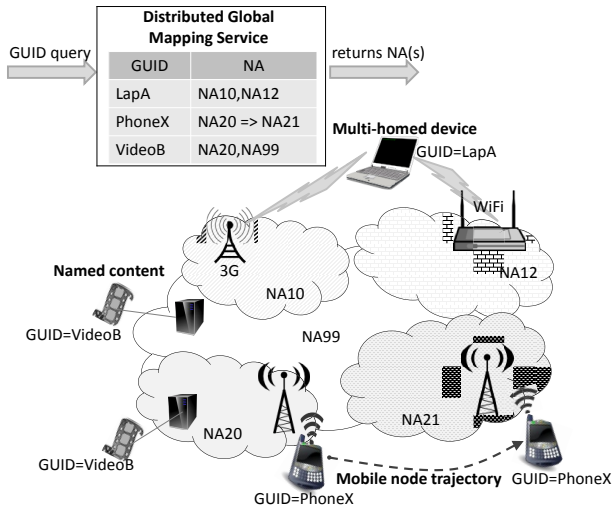 Distributed Global
Mapping Service
GUID query
returns NA(s)
GUID NA
LapA NA10,NA12
PhoneX NA20 => NA21
VideoB NA20,NA99
Multi-homed device
GUID=LapA
WiFi
3G
NA12
NA10
Named content
GUID=VideoB
NA99
NA21
NA20
GUID=VideoB
Mobile node trajectory
GUID=PhoneX
GUID=PhoneX